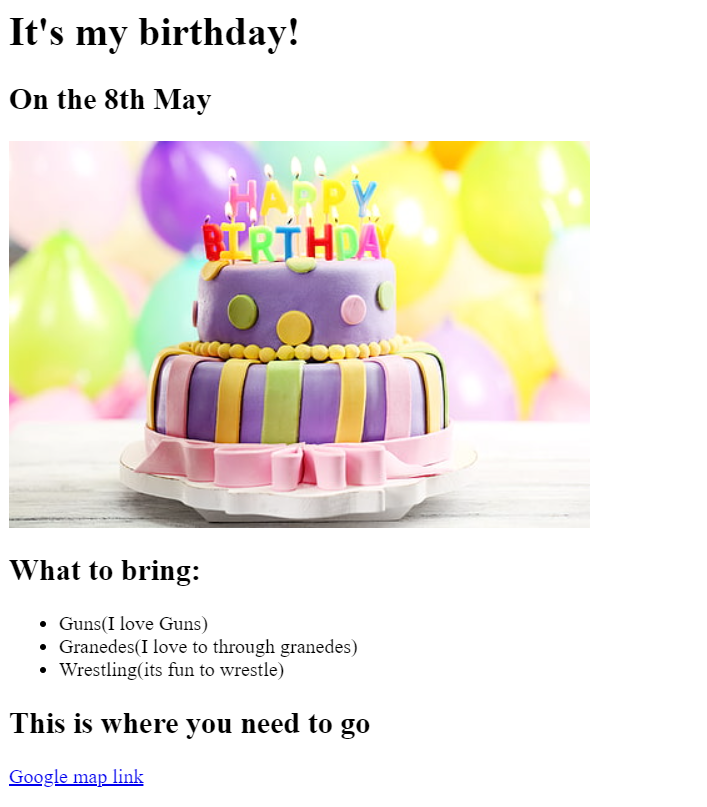 It's my birthday!
On the 8th May
HAPPY
BIRTHDAY
What to bring:
Guns(I love Guns)
Granedes(I love to through granedes)
Wrestling(its fun to wrestle)
This is where you need to go
Google map link